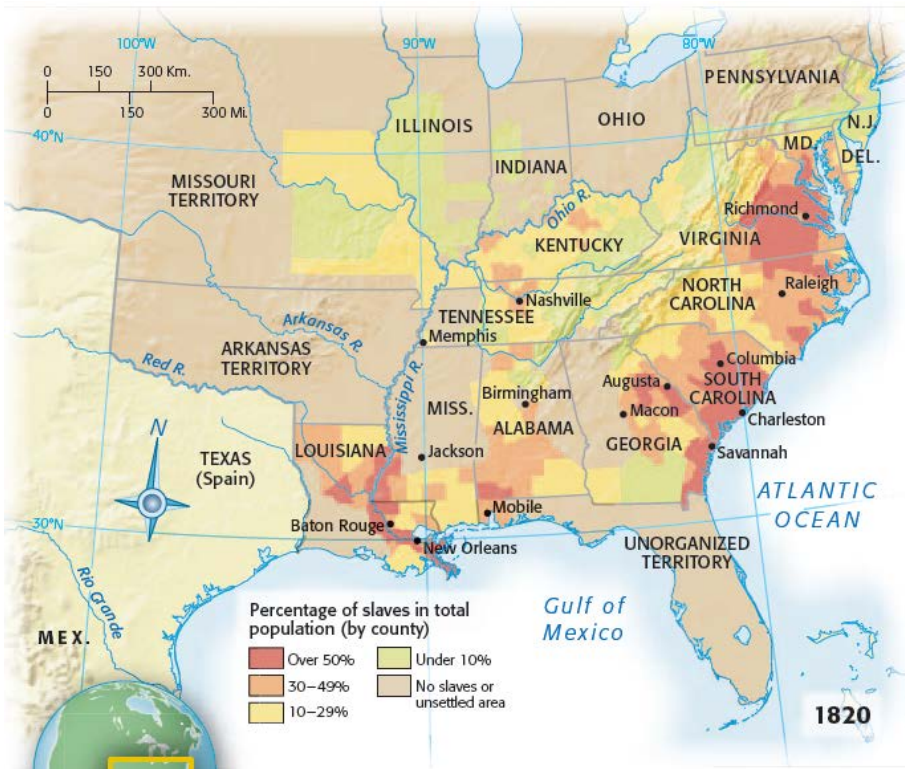 100°W
90°W
80°W
0 150 300 Km.
0 150 300 Mi.
40°N
30°N
PENNSYLVANIA
N.J.
MD.
DEL.
OHIO
ILLINOIS
INDIANA
MISSOURI
TERRITORY
Ohio R.
Richmond
KENTUCKY
VIRGINIA
NORTH
CAROLINA
Raleigh
Nashville
TENNESSEE
Memphis
Arkansas R.
ARKANSAS
TERRITORY
Red R.
Mississippi R.
Columbia
SOUTH
CAROLINA
Augusta
Birmingham
MISS.
Macon
Charleston
ALABAMA
GEORGIA
Savannah
LOUISIANA
Jackson
N
TEXAS
(Spain)
ATLANTIC
OCEAN
Mobile
Baton Rouge
New Orleans
UNORGANIZED
TERRITORY
Rio Grande
Gulf of
Mexico
MEX.
Percentage of slaves in total
population (by county)
Over 50%
30–49%
10–29%
Under 10%
No slaves or
unsettled area
1820